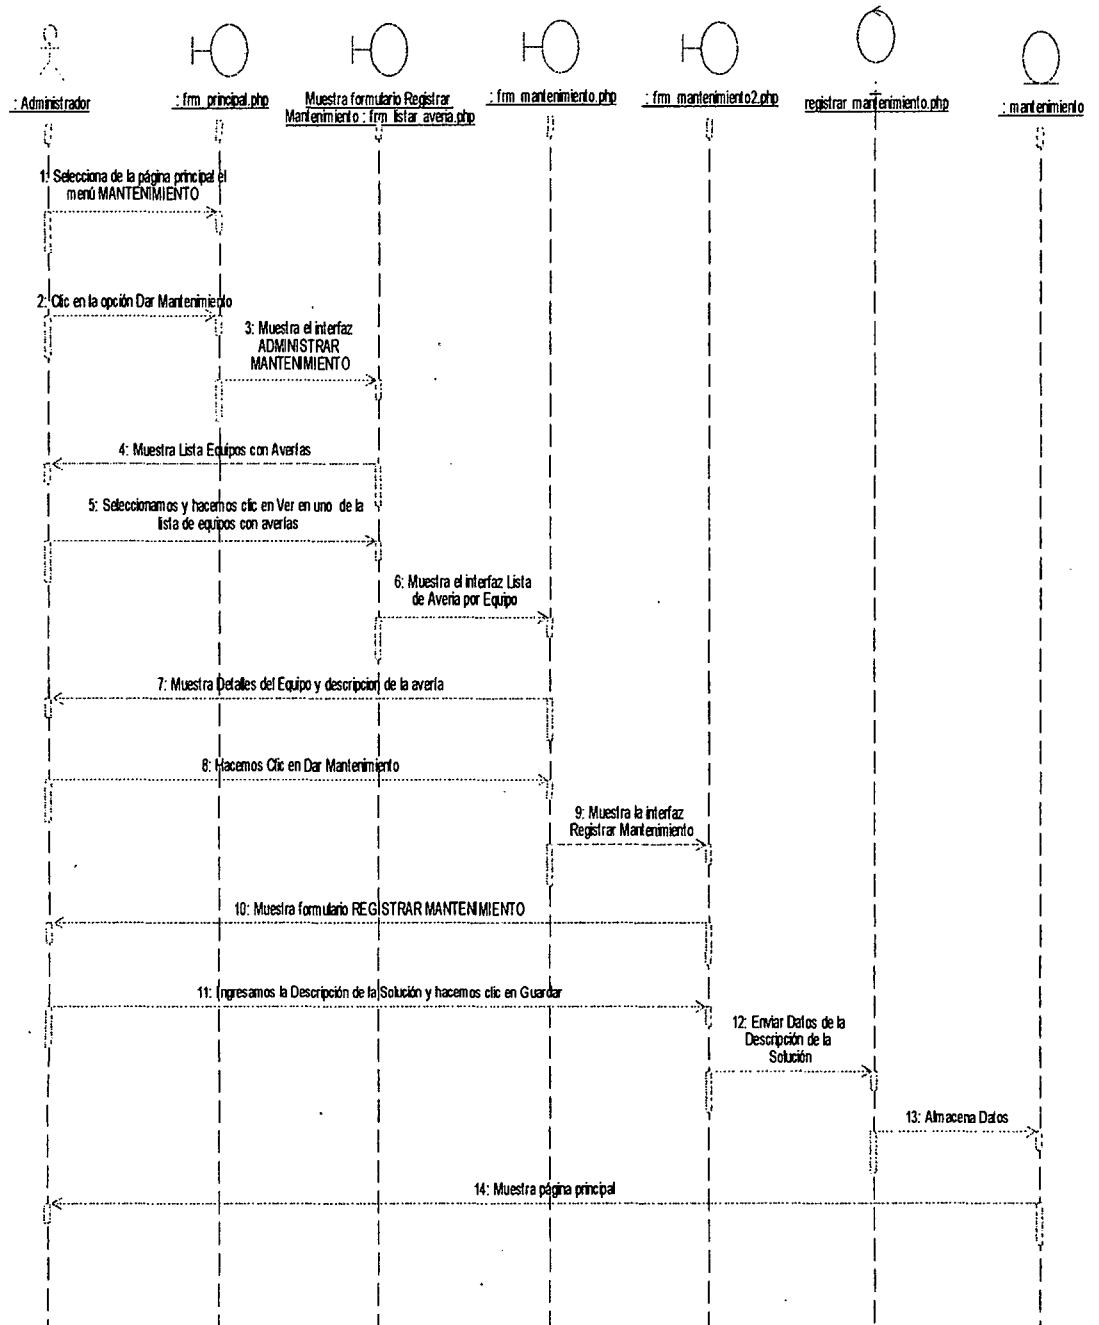 : Administrador
: frm_principal.php
Muestra formulario Registrar
Mantenimiento : frm_listar_averia.php
: frm_mantenimiento.php
: frm_mantenimiento2.php
:
registrar_mantenimiento.php
: mantenimiento
1: Selecciona de la página principal el
menú MANTENIMIENTO
2: Clic en la opción Dar Mantenimiento
3: Muestra el interfaz
ADMINISTRAR
MANTENIMIENTO
4: Muestra Lista Equipos con Averías
5: Seleccionamos y hacemos clic en Ver en uno de la
lista de equipos con averías
6: Muestra el interfaz Lista
de Averia por Equipo
7: Muestra Detalles del Equipo y descripcion de la avería
8: Hacemos Clic en Dar Mantenimiento
9: Muestra la interfaz
Registrar Mantenimiento
10: Muestra formulario REGISTRAR MANTENIMIENTO
11: Ingresamos la Descripción de la Solución y hacemos clic en Guardar
12: Enviar Datos de la
Descripción de la
Solución
13: Almacena Datos
14: Muestra página principal